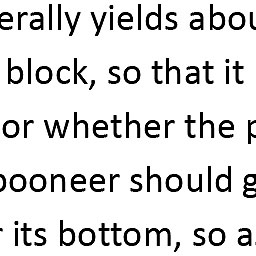 erally yields abou
block, so that it
or whether the p
pooneer should g
r its bottom, so a